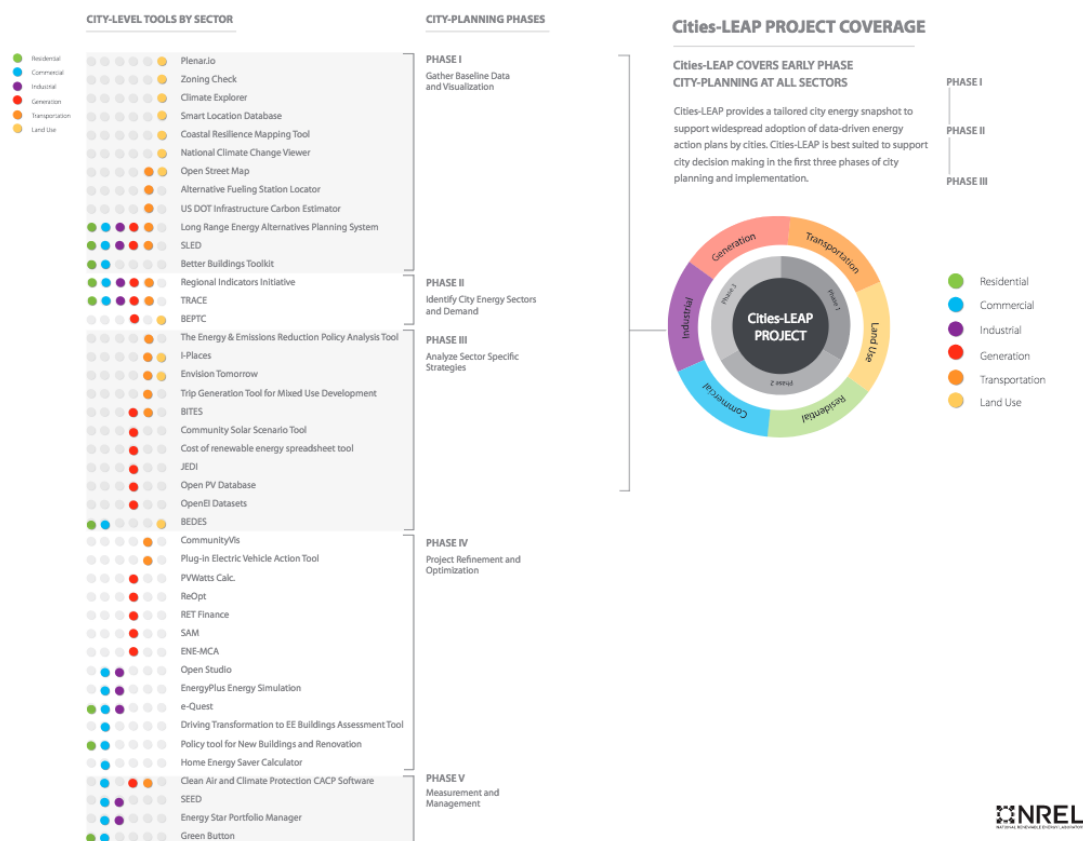 CITY-LEVEL TOOLS BY SECTOR
Residential
Commercial
Industrial
Generation
Transportation
Land Use
Plenar.io
Zoning Check
Climate Explorer
Smart Location Database
Coastal Resilience Mapping Tool
National Climate Change Viewer
Open Street Map
Alternative Fueling Station Locator
US DOT Infrastructure Carbon Estimator
Long Range Energy Alternatives Planning System
SLED
Better Buildings Toolkit
Regional Indicators Initiative
TRACE
BEPTC
The Energy & Emissions Reduction Policy Analysis Tool
I-Places
Envision Tomorrow
Trip Generation Tool for Mixed Use Development
BITES
Community Solar Scenario Tool
Cost of renewable energy spreadsheet tool
JEDI
Open PV Database
OpenEI Datasets
BEDES
CommunityVis
Plug-in Electric Vehicle Action Tool
PVWatts Calc.
ReOpt
RET Finance
SAM
ENE-MCA
Open Studio
EnergyPlus Energy Simulation
e-Quest
Driving Transformation to EE Buildings Assessment Tool
Policy tool for New Buildings and Renovation
Home Energy Saver Calculator
Clean Air and Climate Protection CACP Software
SEED
Energy Star Portfolio Manager
Green Button
CITY-PLANNING PHASES
PHASE I
Gather Baseline Data
and Visualization
PHASE II
Identify City Energy Sectors
and Demand
PHASE III
Analyze Sector Specific
Strategies
PHASE IV
Project Refinement and
Optimization
PHASE V
Measurement and
Management
Cities-LEAP PROJECT COVERAGE
Cities-LEAP COVERS EARLY PHASE
CITY-PLANNING AT ALL SECTORS
Cities-LEAP provides a tailored city energy snapshot to
support widespread adoption of data-driven energy
action plans by cities. Cities-LEAP is best suited to support
city decision making in the first three phases of city
planning and implementation.
PHASE I
PHASE II
PHASE III
Generation
Transportation
Land Use
Residential
Commercial
Industrial
Phase 1
Phase 2
Phase 3
Cities-LEAP
PROJECT
Residential
Commercial
Industrial
Generation
Transportation
Land Use
NREL
NATIONAL RENEWABLE ENERGY LABORATORY